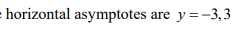 horizontal asymptotes are y = −3,3